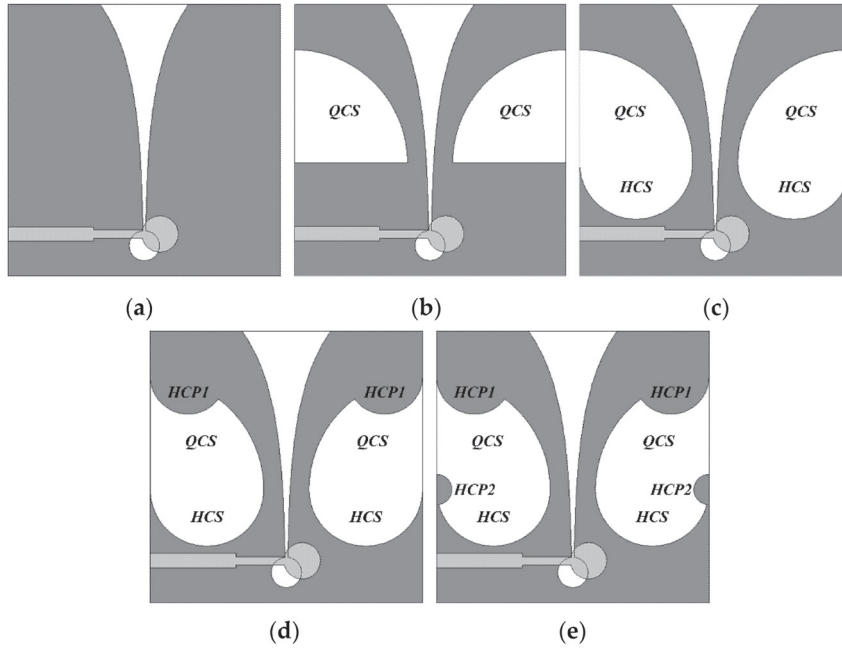 QCS QCS
QCS QCS
HCS HCS
(a) (b) (c)
HCP1 HCP1
QCS QCS
HCS HCS
HCP1 HCP1
QCS QCS
HCP2 HCP2
HCS HCS
(d) (e)